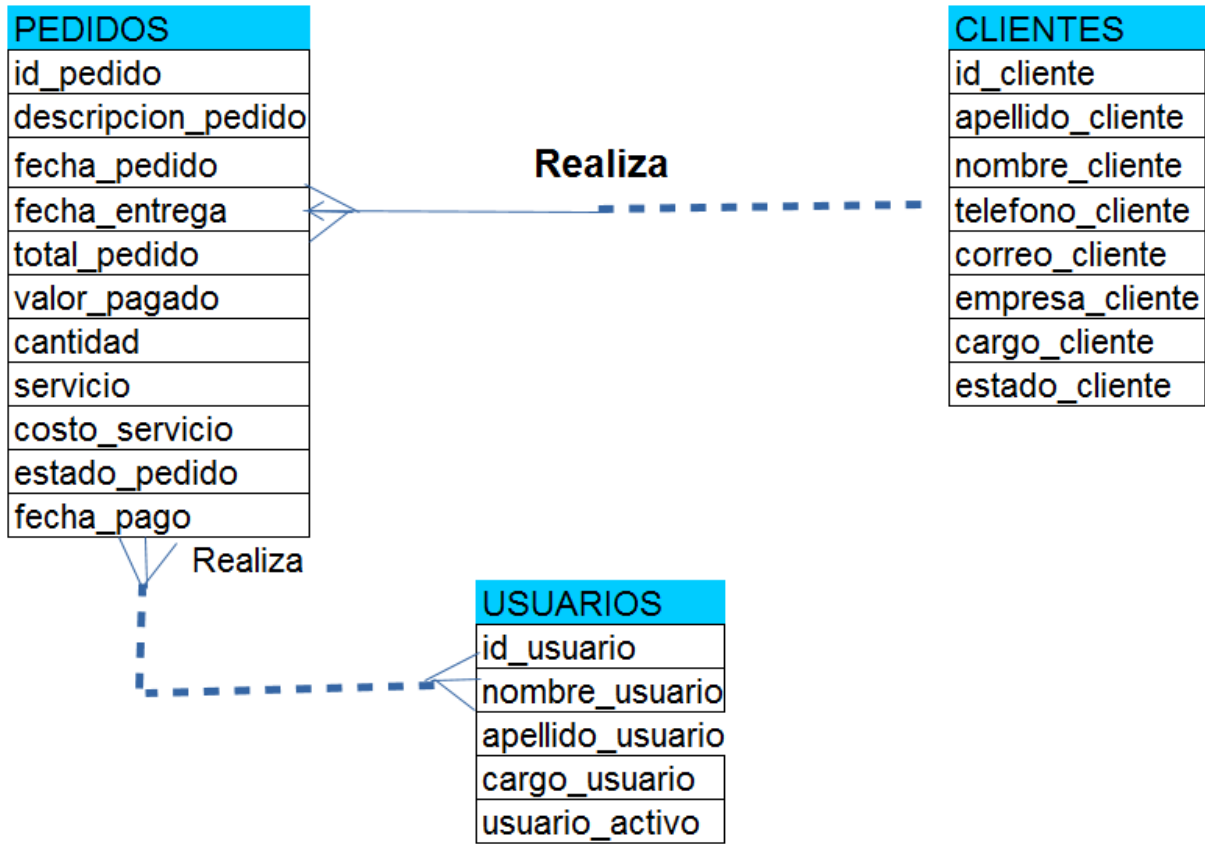 PEDIDOS
id_pedido
descripcion_pedido
fecha_pedido
fecha_entrega
total_pedido
valor_pagado
cantidad
servicio
costo_servicio
estado_pedido
fecha_pago
Realiza
CLIENTES
id_cliente
apellido_cliente
nombre_cliente
telefono_cliente
correo_cliente
empresa_cliente
cargo_cliente
estado_cliente
Realiza
USUARIOS
id_usuario
nombre_usuario
apellido_usuario
cargo_usuario
usuario_activo